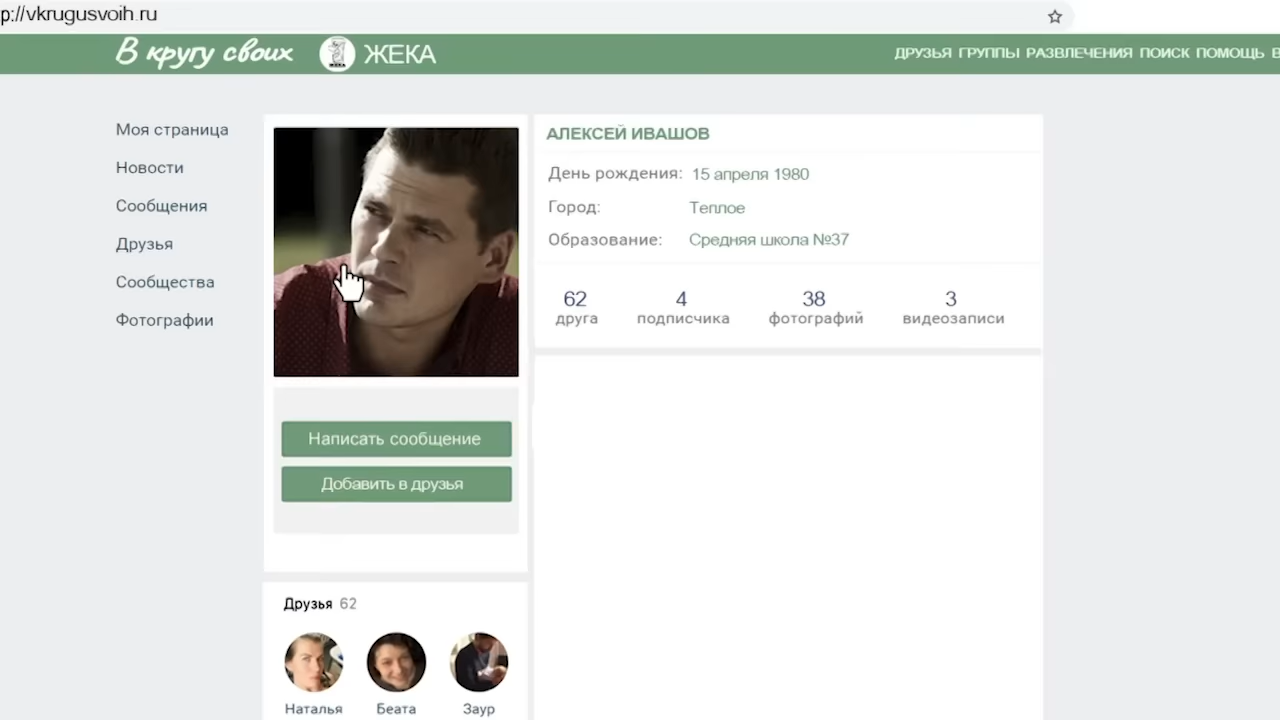 p://vkrugusvoih.ru
В кругу своих ЖЕКА
ДРУЗЬЯ ГРУППЫ РАЗВЛЕЧЕНИЯ ПОИСК ПОМОЩЬ В
Моя страница
Новости
Сообщения
Друзья
Сообщества
Фотографии
АЛЕКСЕЙ ИВАШОВ
День рождения: 15 апреля 1980
Город: Теплое
Образование: Средняя школа №37
62 4 38 3
друга подписчика фотографий видеозаписи
Написать сообщение
Добавить в друзья
Друзья 62
Наталья Беата Заур